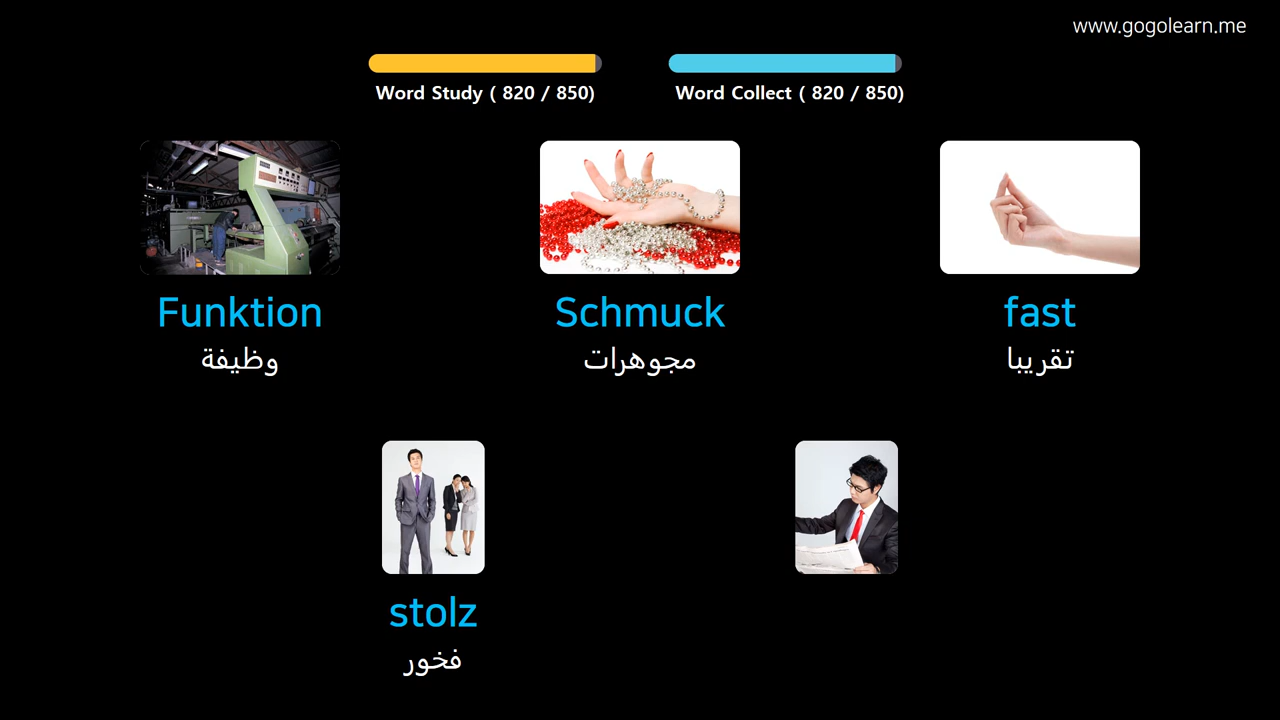 www.gogolearn.me
Word Study ( 820 / 850)
Word Collect ( 820 / 850)
Funktion
وظيفة
Schmuck
مجوهرات
fast
تقريبا
stolz
فخور